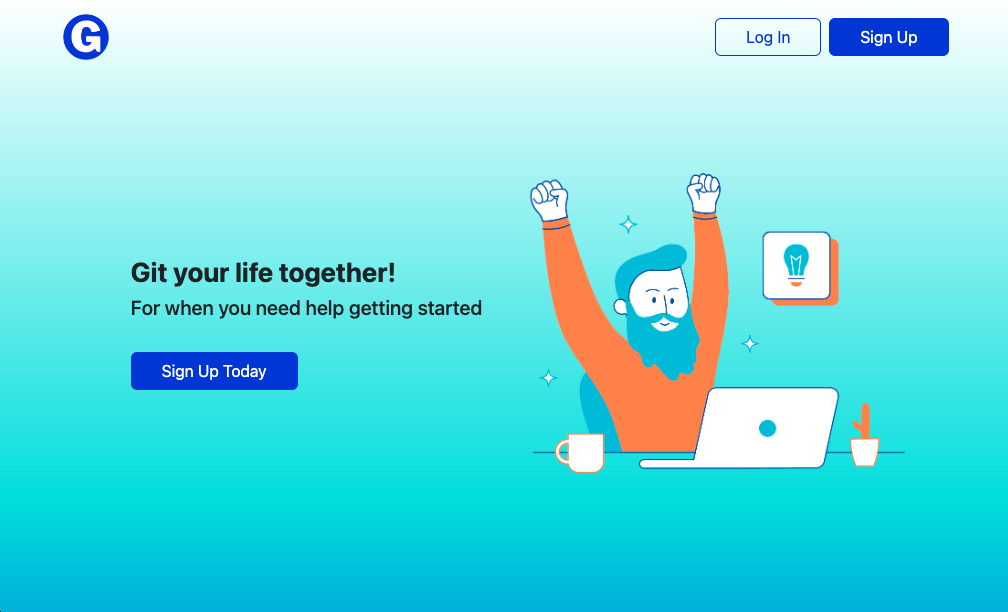 G
Log In
Sign Up
Git your life together!
For when you need help getting started
Sign Up Today